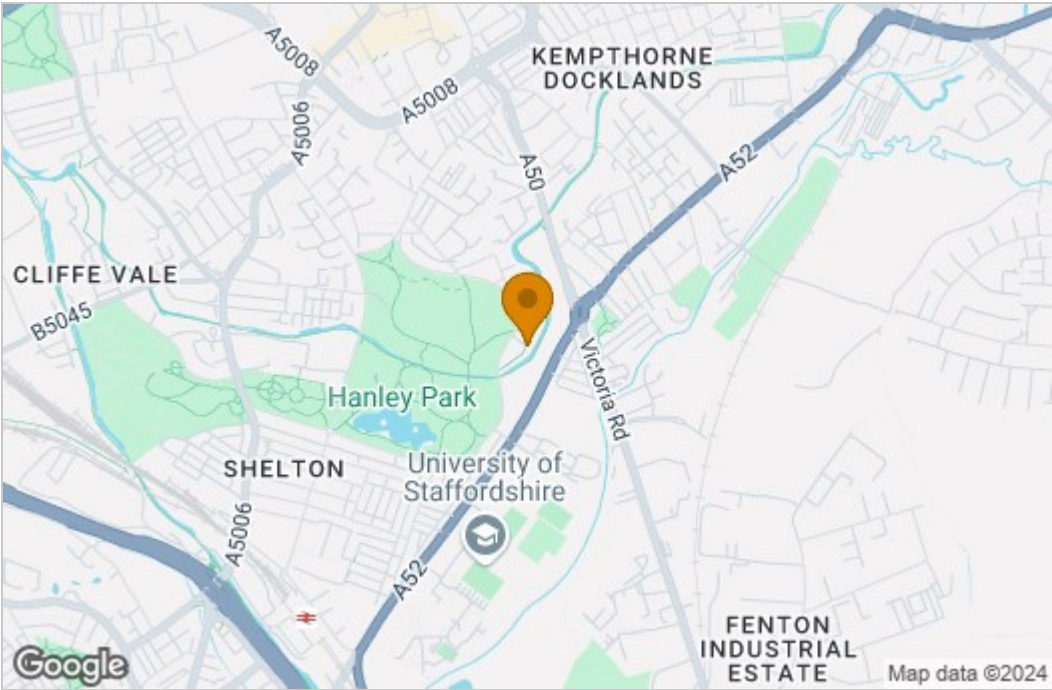 A5008
KEMPTHORNE
DOCKLANDS
A5008
A5006
A50
A52
CLIFFE VALE
B5045
Victoria Rd
Hanley Park
SHELTON
University of
Staffordshire
A5006
A52
FENTON
INDUSTRIAL
ESTATE
Google
Map data ©2024